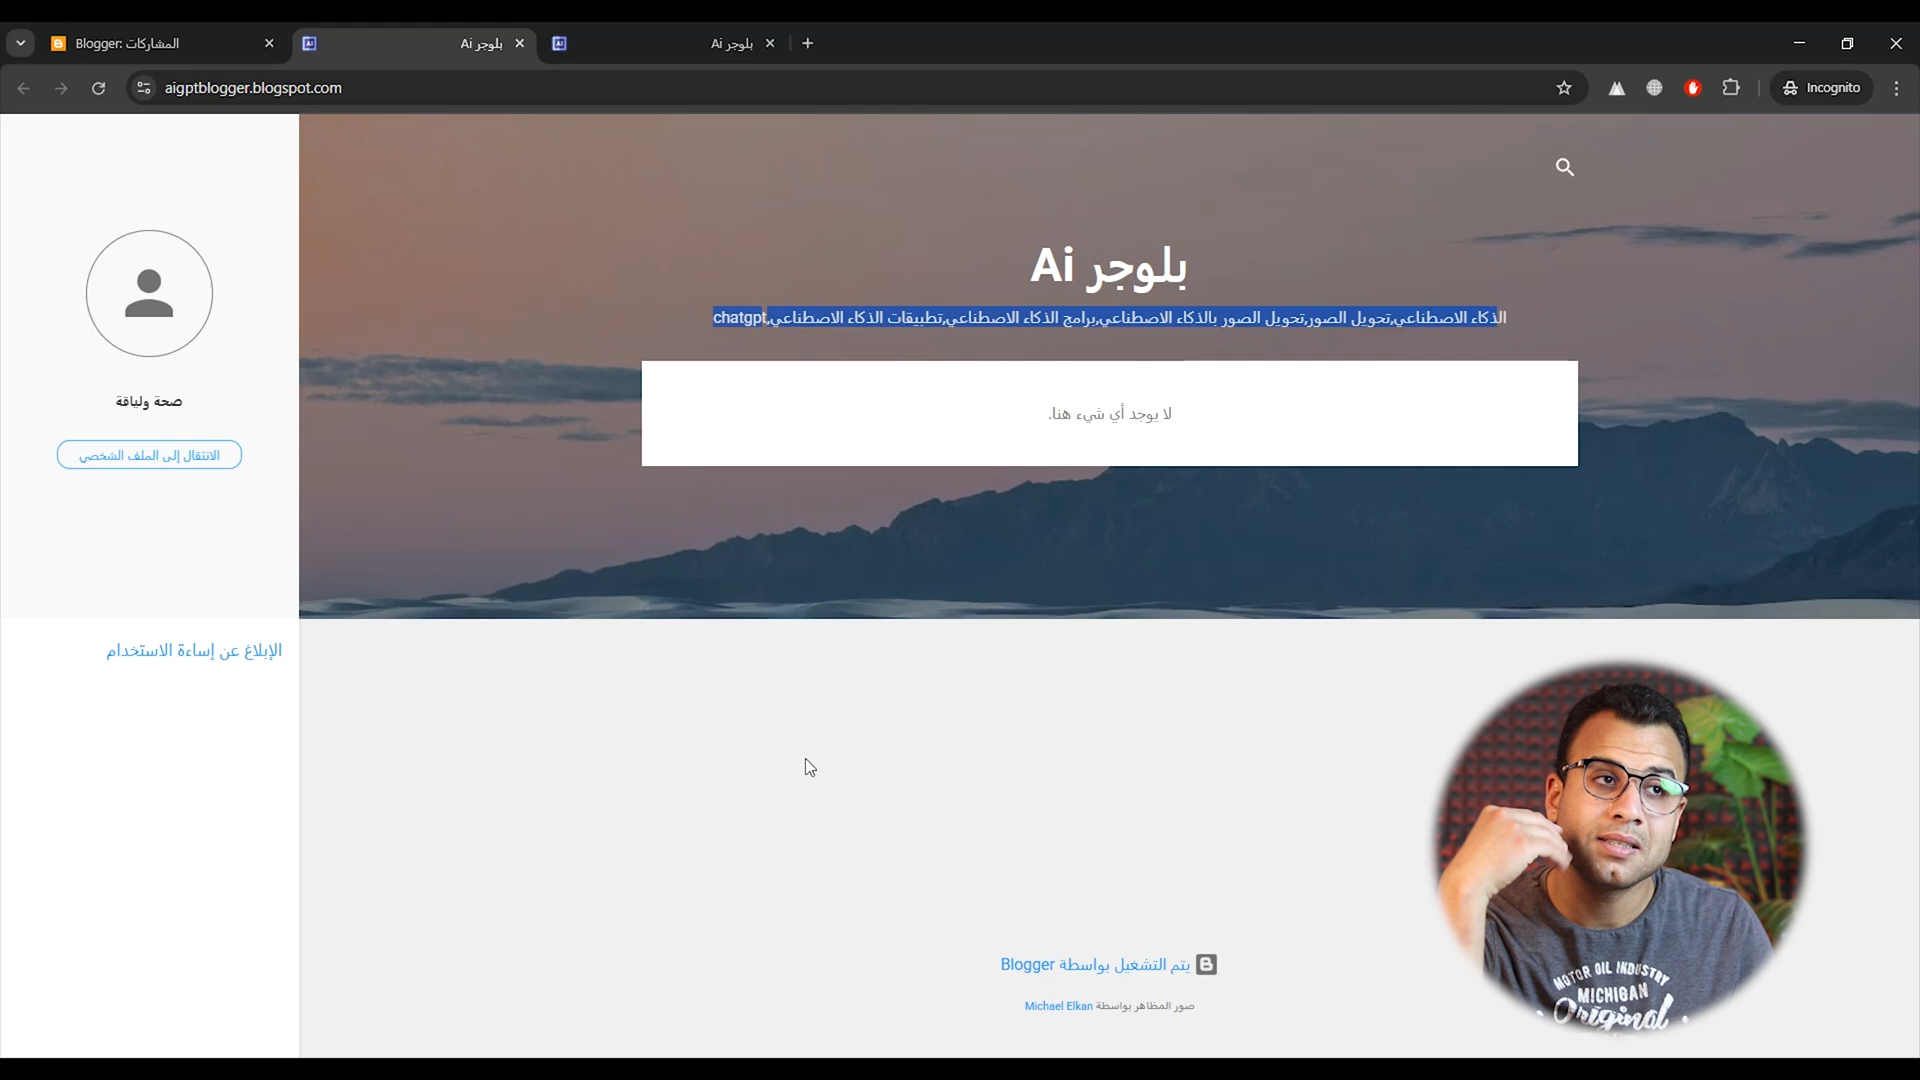 Blogger: المشاركات
بلوجر Ai
بلوجر Ai
aigptblogger.blogspot.com
Incognito
بلوجر Ai
الذكاء الاصطناعي,تحويل الصور,تحويل الصور بالذكاء الاصطناعي,برامج الذكاء الاصطناعي,تطبيقات الذكاء الاصطناعي,chatgpt
لا يوجد أي شيء هنا.
صحة ولياقة
الانتقال إلى الملف الشخصي
الإبلاغ عن إساءة الاستخدام
يتم التشغيل بواسطة Blogger
صور المظاهر بواسطة Michael Elkan
MOTOR OIL INDUSTRY
MICHIGAN
Original